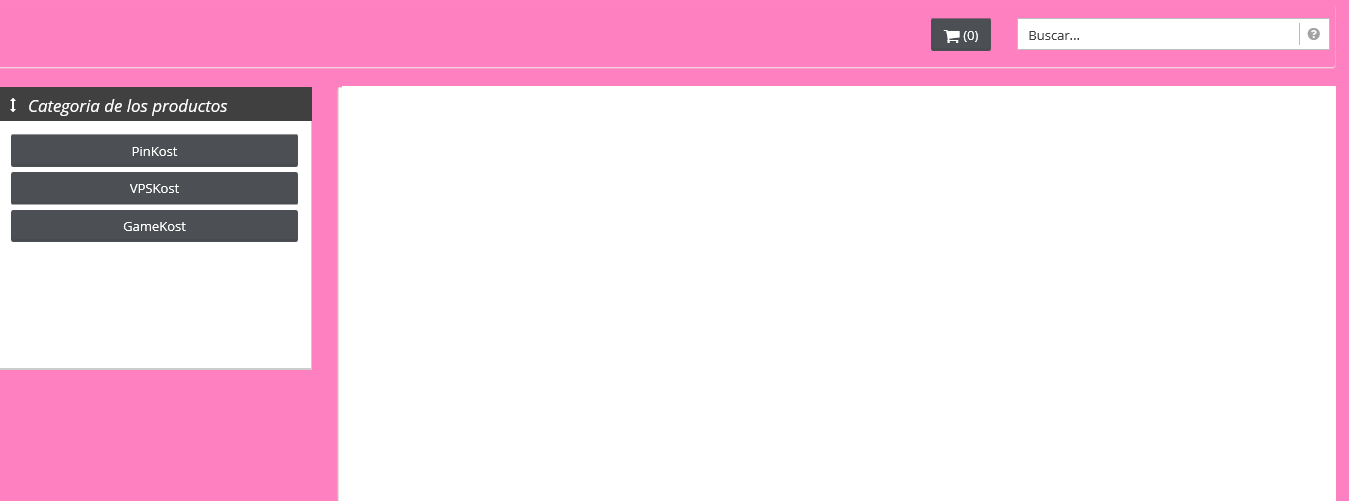 (0)
Buscar...
Categoria de los productos
PinKost
VPSKost
GameKost